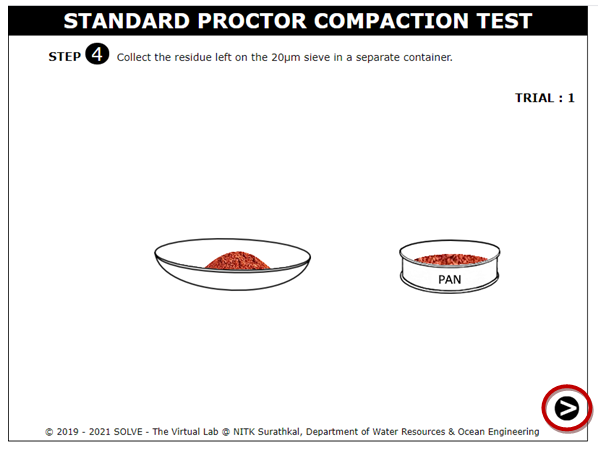 STANDARD PROCTOR COMPACTION TEST
STEP 4 Collect the residue left on the 20μm sieve in a separate container.
TRIAL : 1
PAN
© 2019 - 2021 SOLVE - The Virtual Lab @ NITK Surathkal, Department of Water Resources & Ocean Engineering